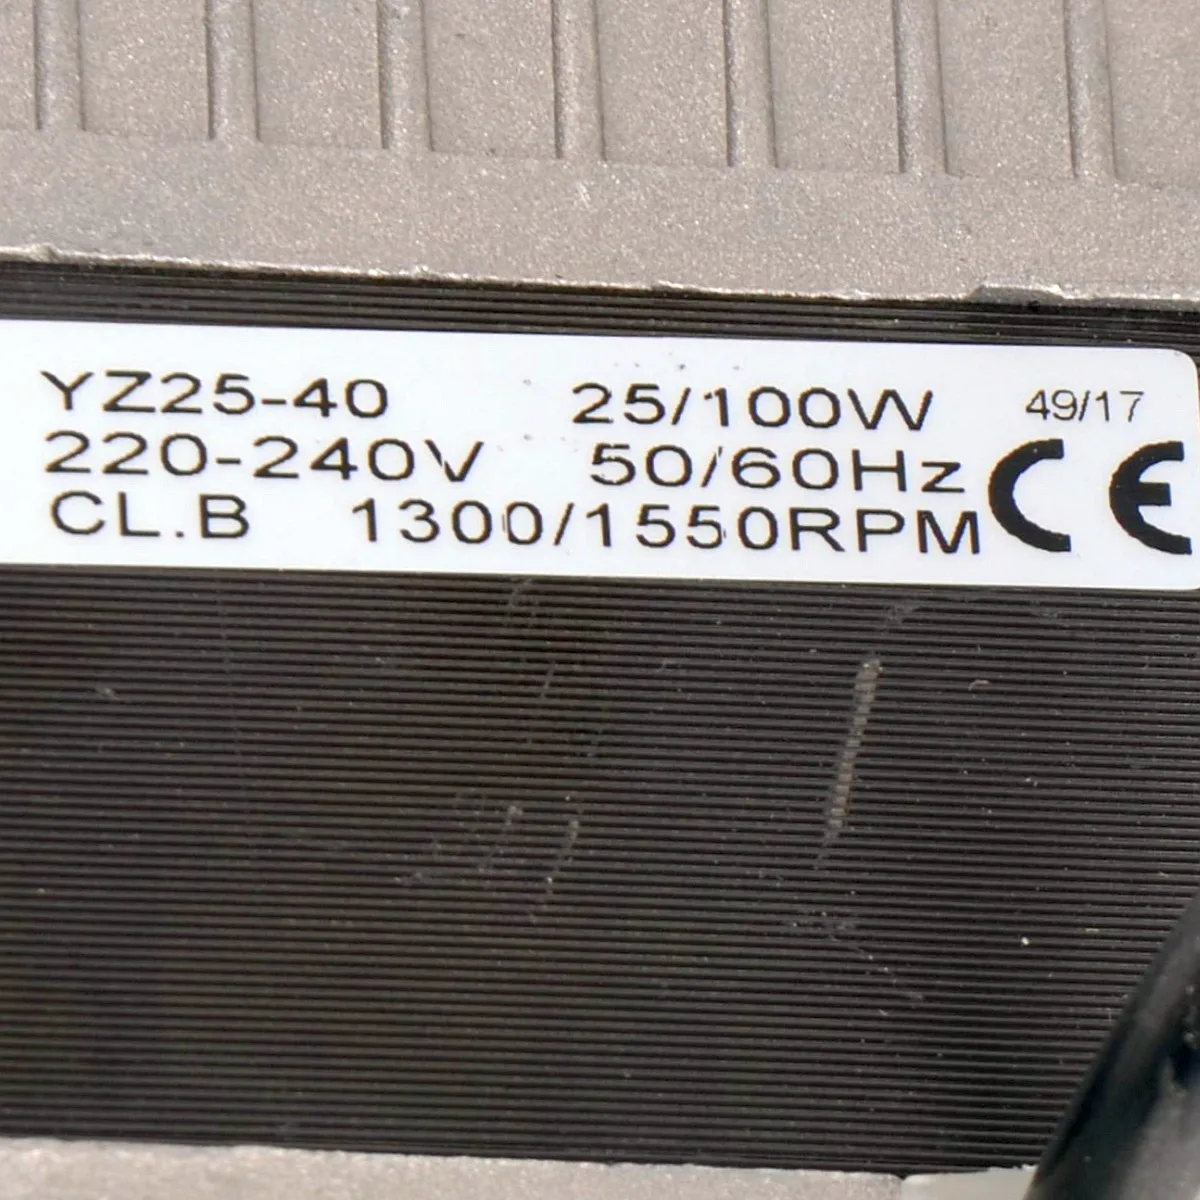 YZ25-40 25/100W 49/17
220-240V 50/60Hz CE
CL.B 1300/1550RPM